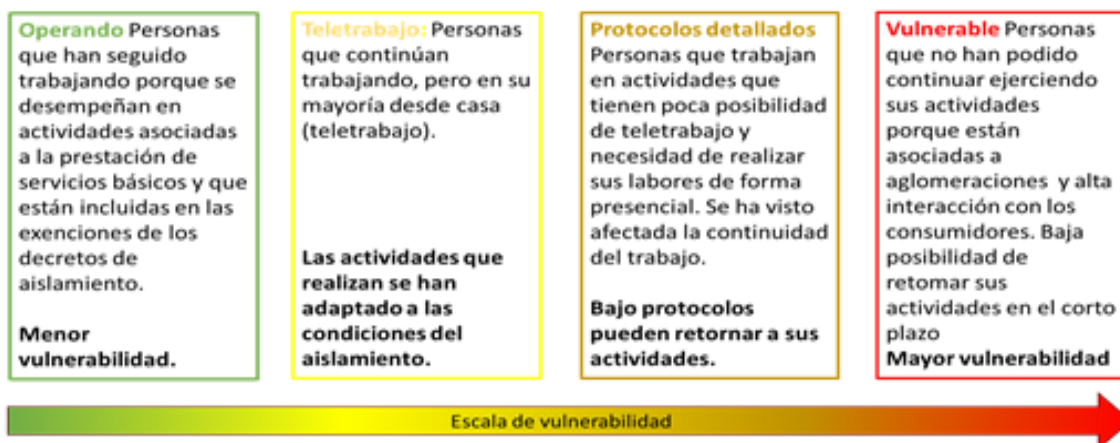 Operando Personas
que han seguido
trabajando porque se
desempeñan en
actividades asociadas
a la prestación de
servicios básicos y que
están incluidas en las
exenciones de los
decretos de
aislamiento.
Menor
vulnerabilidad.
Teletrabajo: Personas
que continúan
trabajando, pero en su
mayoría desde casa
(teletrabajo).
Las actividades que
realizan se han
adaptado a las
condiciones del
aislamiento.
Protocolos detallados
Personas que trabajan
en actividades que
tienen poca posibilidad
de teletrabajo y
necesidad de realizar
sus labores de forma
presencial. Se ha visto
afectada la continuidad
del trabajo.
Bajo protocolos
pueden retornar a sus
actividades.
Vulnerable Personas
que no han podido
continuar ejerciendo
sus actividades
porque están
asociadas a
aglomeraciones y alta
interacción con los
consumidores. Baja
posibilidad de
retomar sus
actividades en el corto
plazo
Mayor vulnerabilidad
Escala de vulnerabilidad